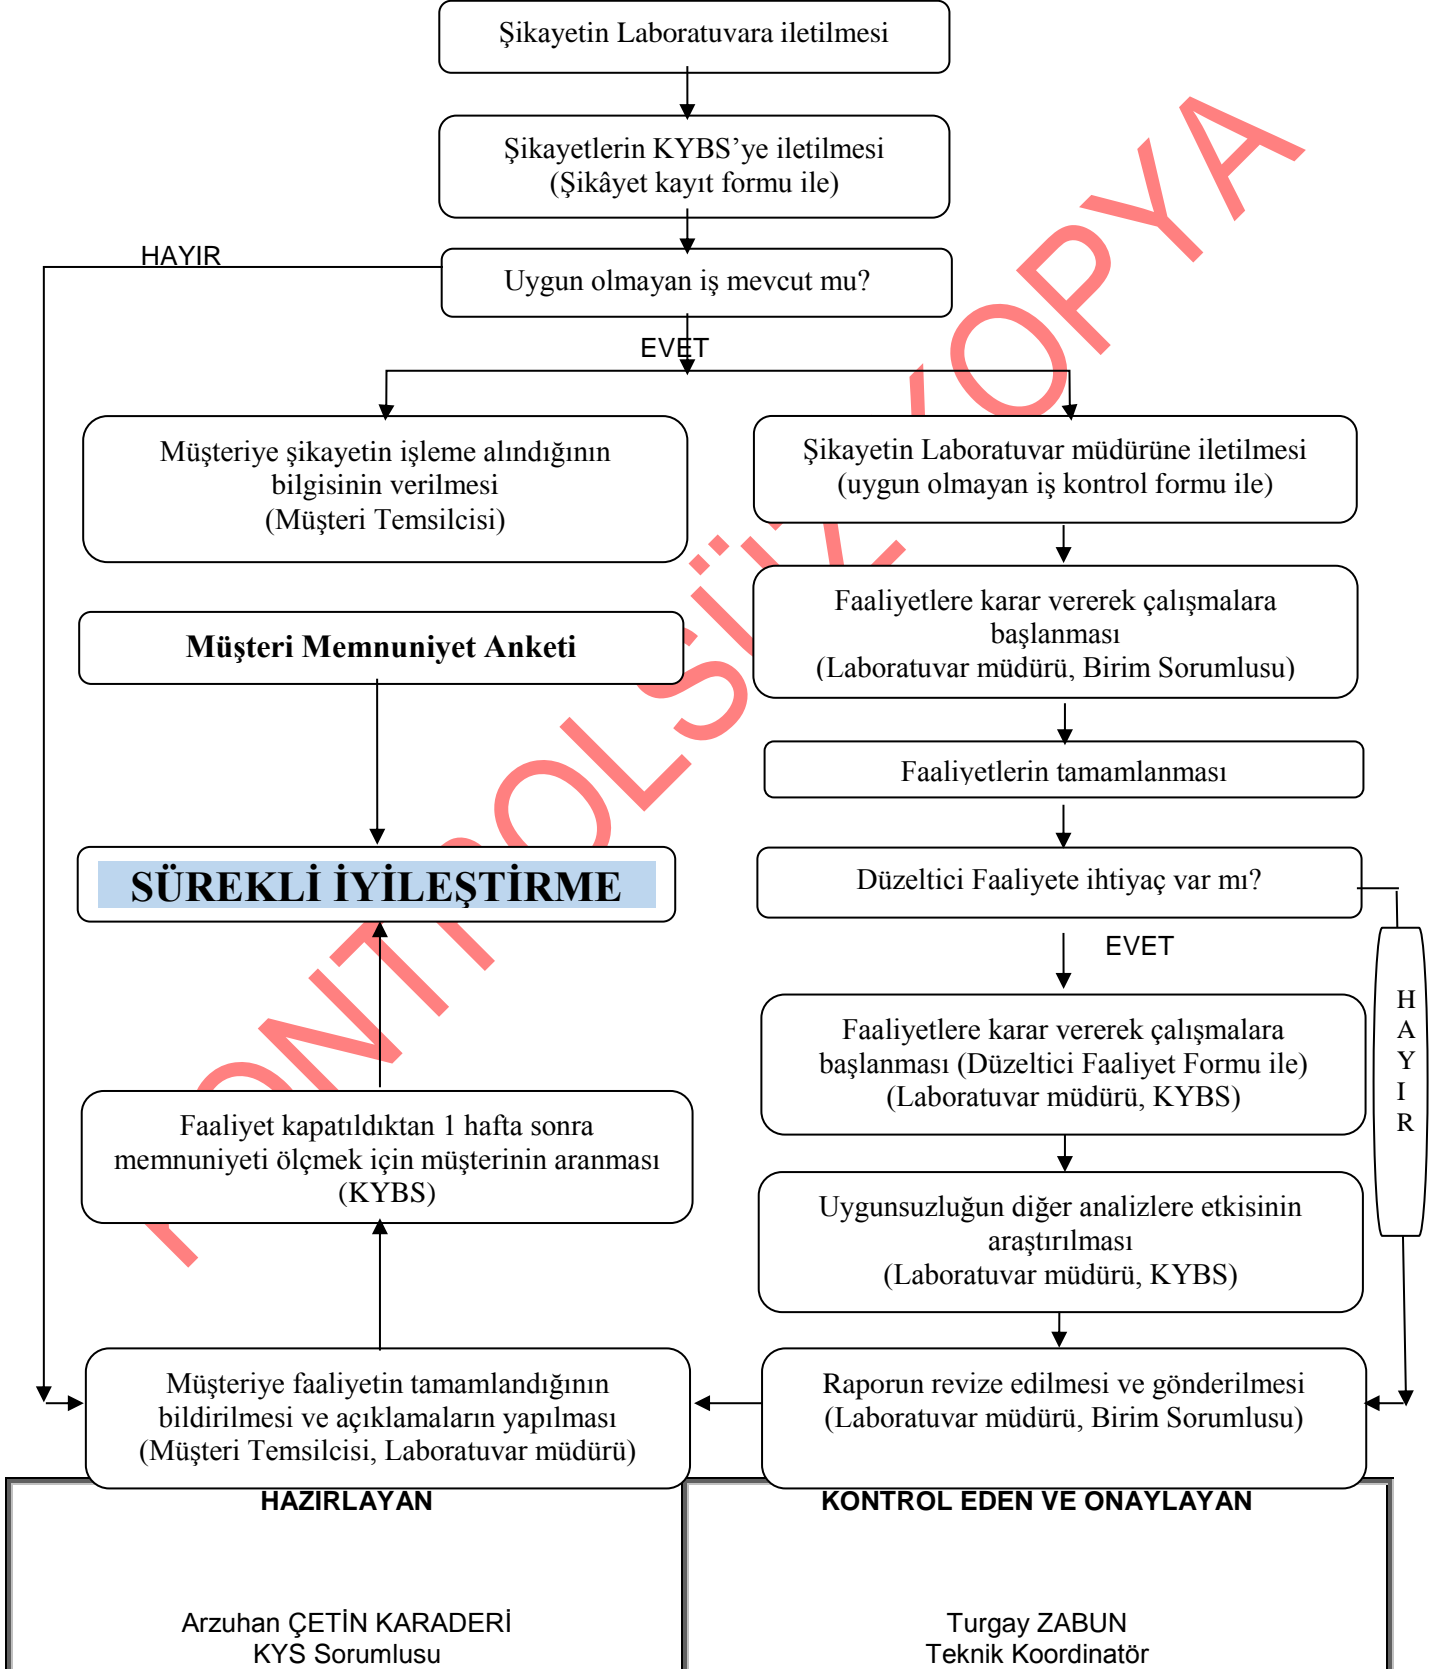 Şikayetin Laboratuvara iletilmesi
Şikayetlerin KYBS’ye iletilmesi
(Şikâyet kayıt formu ile)
HAYIR
Uygun olmayan iş mevcut mu?
EVET
Müşteriye şikayetin işleme alındığının
bilgisinin verilmesi
(Müşteri Temsilcisi)
Şikayetin Laboratuvar müdürüne iletilmesi
(uygun olmayan iş kontrol formu ile)
Faaliyetlere karar vererek çalışmalara
başlanması
(Laboratuvar müdürü, Birim Sorumlusu)
Müşteri Memnuniyet Anketi
Faaliyetlerin tamamlanması
SÜREKLİ İYİLEŞTİRME
Düzeltici Faaliyete ihtiyaç var mı?
EVET
H
A
Y
I
R
Faaliyetlere karar vererek çalışmalara
başlanması (Düzeltici Faaliyet Formu ile)
(Laboratuvar müdürü, KYBS)
Faaliyet kapatıldıktan 1 hafta sonra
memnuniyeti ölçmek için müşterinin aranması
(KYBS)
Uygunsuzluğun diğer analizlere etkisinin
araştırılması
(Laboratuvar müdürü, KYBS)
Müşteriye faaliyetin tamamlandığının
bildirilmesi ve açıklamaların yapılması
(Müşteri Temsilcisi, Laboratuvar müdürü)
Raporun revize edilmesi ve gönderilmesi
(Laboratuvar müdürü, Birim Sorumlusu)
KONTROLSÜZ KOPYA
HAZIRLAYAN
KONTROL EDEN VE ONAYLAYAN
Arzuhan ÇETİN KARADERİ
KYS Sorumlusu
Turgay ZABUN
Teknik Koordinatör